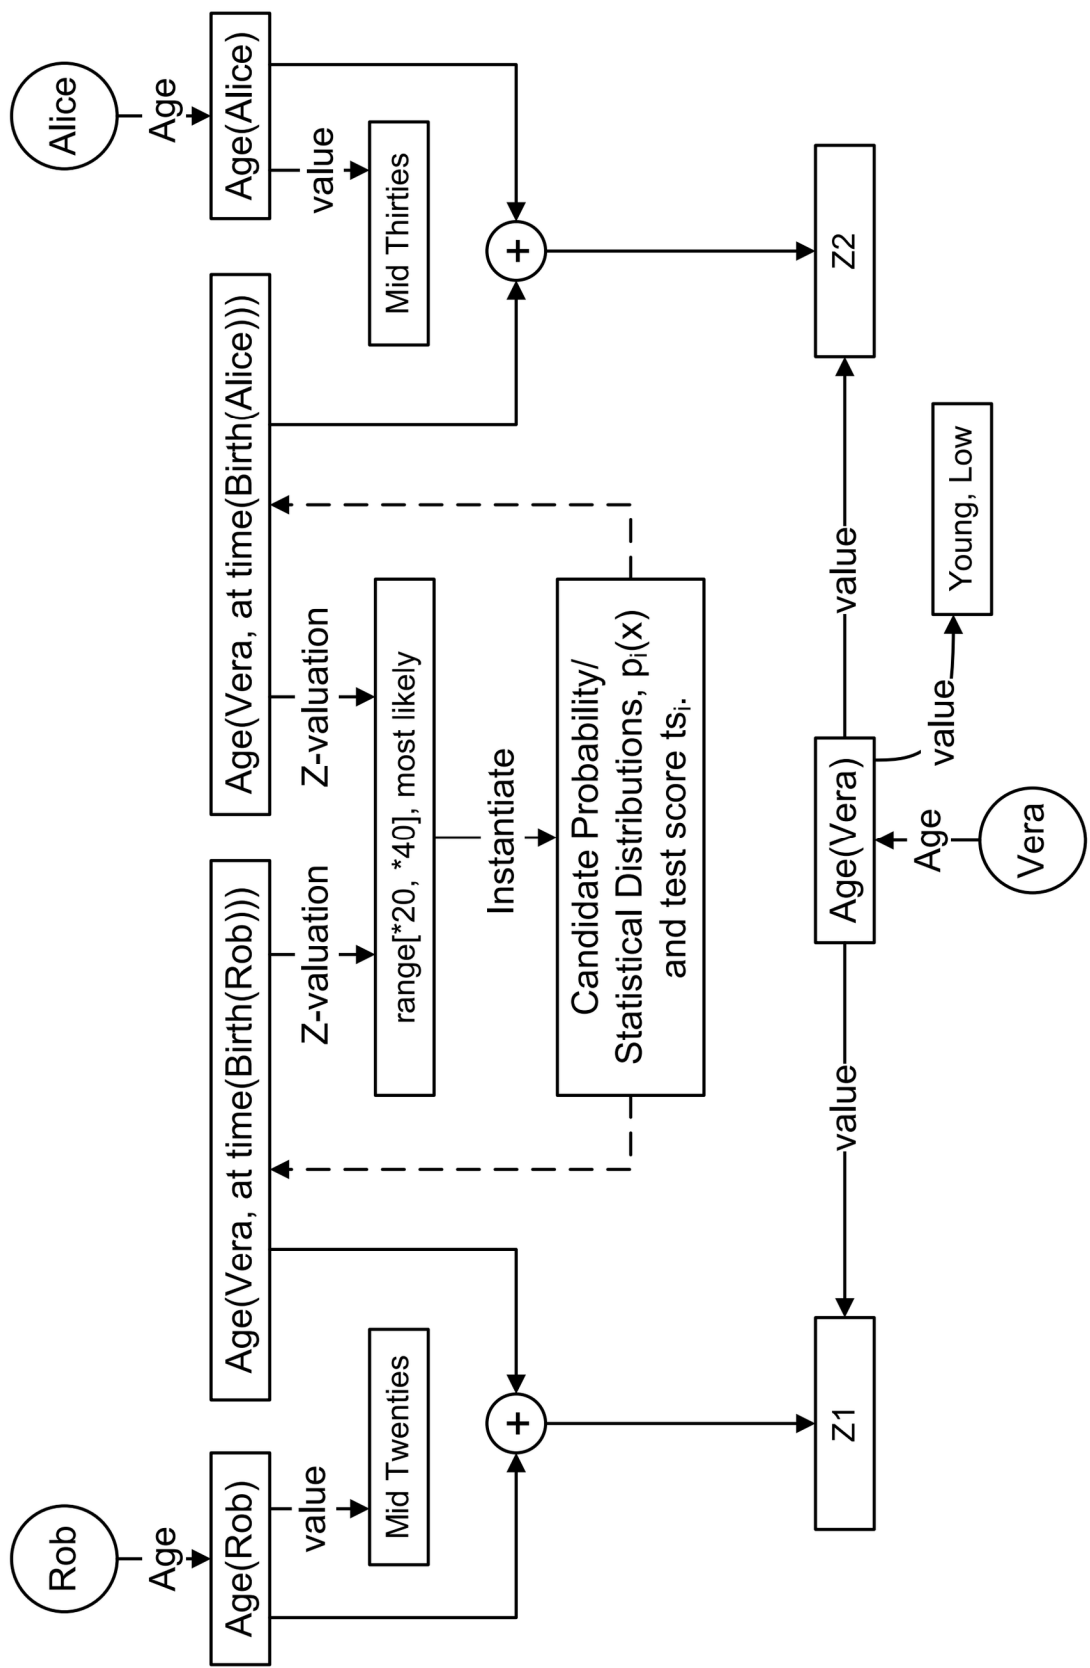 Rob
Alice
Age
Age
Age(Rob)
Age(Vera, at time(Birth(Rob)))
Age(Vera, at time(Birth(Alice)))
Age(Alice)
value
Z-valuation
Z-valuation
value
Mid Twenties
range[*20, *40], most likely
Mid Thirties
Instantiate
+
+
Candidate Probability/
Statistical Distributions, pi(x)
and test score tsi.
Z1
value
Age(Vera)
value
Z2
Age
value
Young, Low
Vera